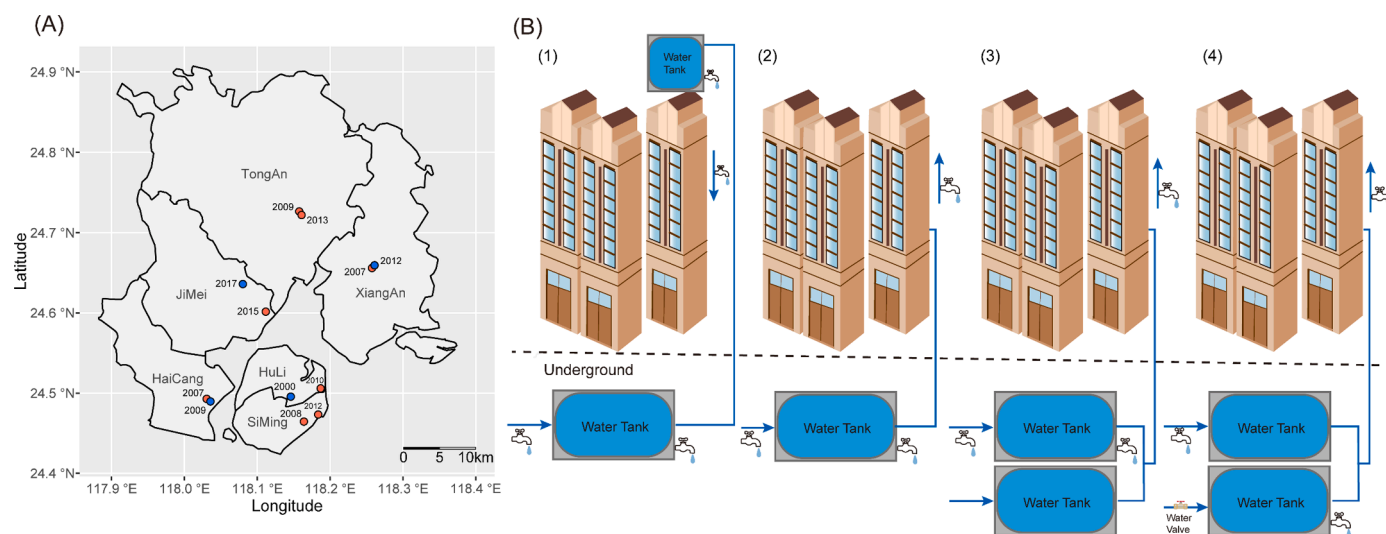 (A)
24.9 °N
24.8 °N
24.7 °N
24.6 °N
24.5 °N
24.4 °N
Latitude
117.9 °E 118.0 °E 118.1 °E 118.2 °E 118.3 °E 118.4 °E
Longitude
TongAn
2009
2013
2012
2007
XiangAn
2017
JiMei
2015
HaiCang
2007
2009
HuLi
2010
2000
2012
2008
SiMing
0 5 10km
(B)
(1) (2) (3) (4)
Water
Tank
Underground
Water Tank
Water Tank
Water Tank
Water Tank
Water Tank
Water Tank
Water
Valve